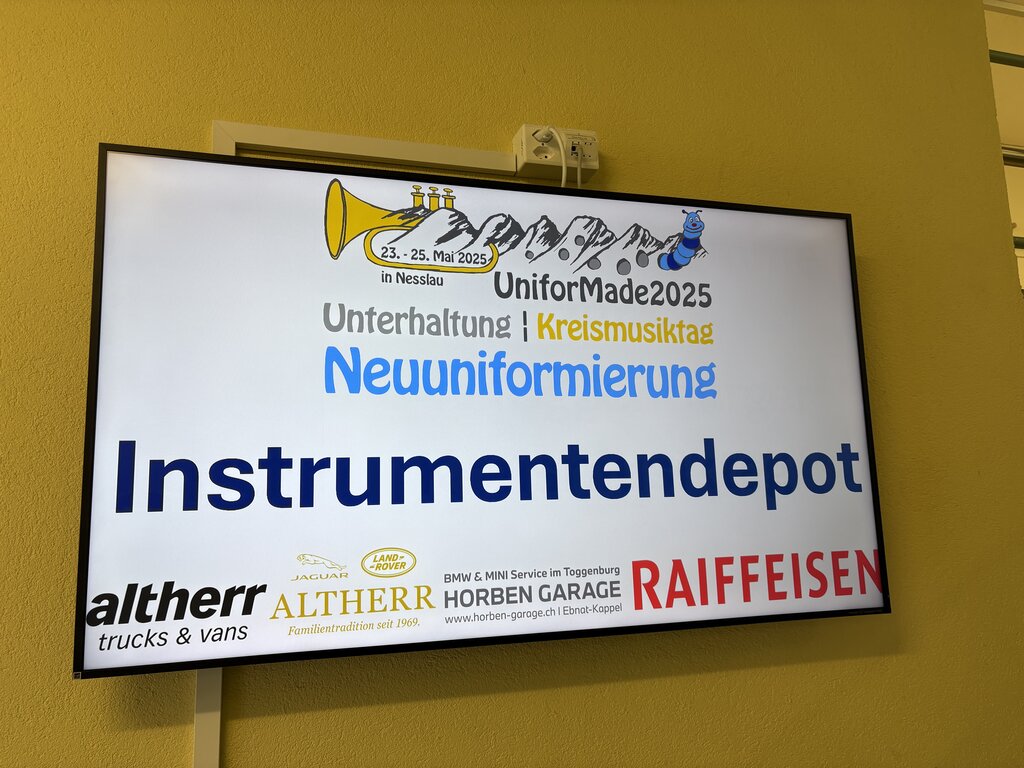 23. - 25. Mai 2025
in Nesslau
UniforMade2025
Unterhaltung ¦ Kreismusiktag
Neuuniformierung
Instrumentendepot
altherr
trucks & vans
JAGUAR
LAND-
-ROVER
ALTHERR
Familientradition seit 1969.
BMW & MINI Service im Toggenburg
HORBEN GARAGE
www.horben-garage.ch | Ebnat-Kappel
RAIFFEISEN